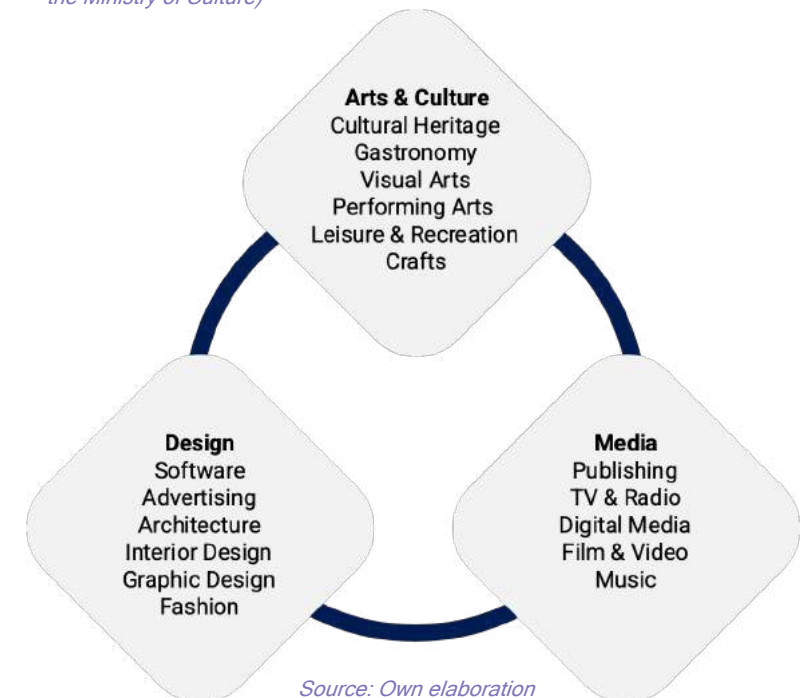 the Ministry of Culture)
Arts & Culture
Cultural Heritage
Gastronomy
Visual Arts
Performing Arts
Leisure & Recreation
Crafts
Design
Software
Advertising
Architecture
Interior Design
Graphic Design
Fashion
Media
Publishing
TV & Radio
Digital Media
Film & Video
Music
Source: Own elaboration